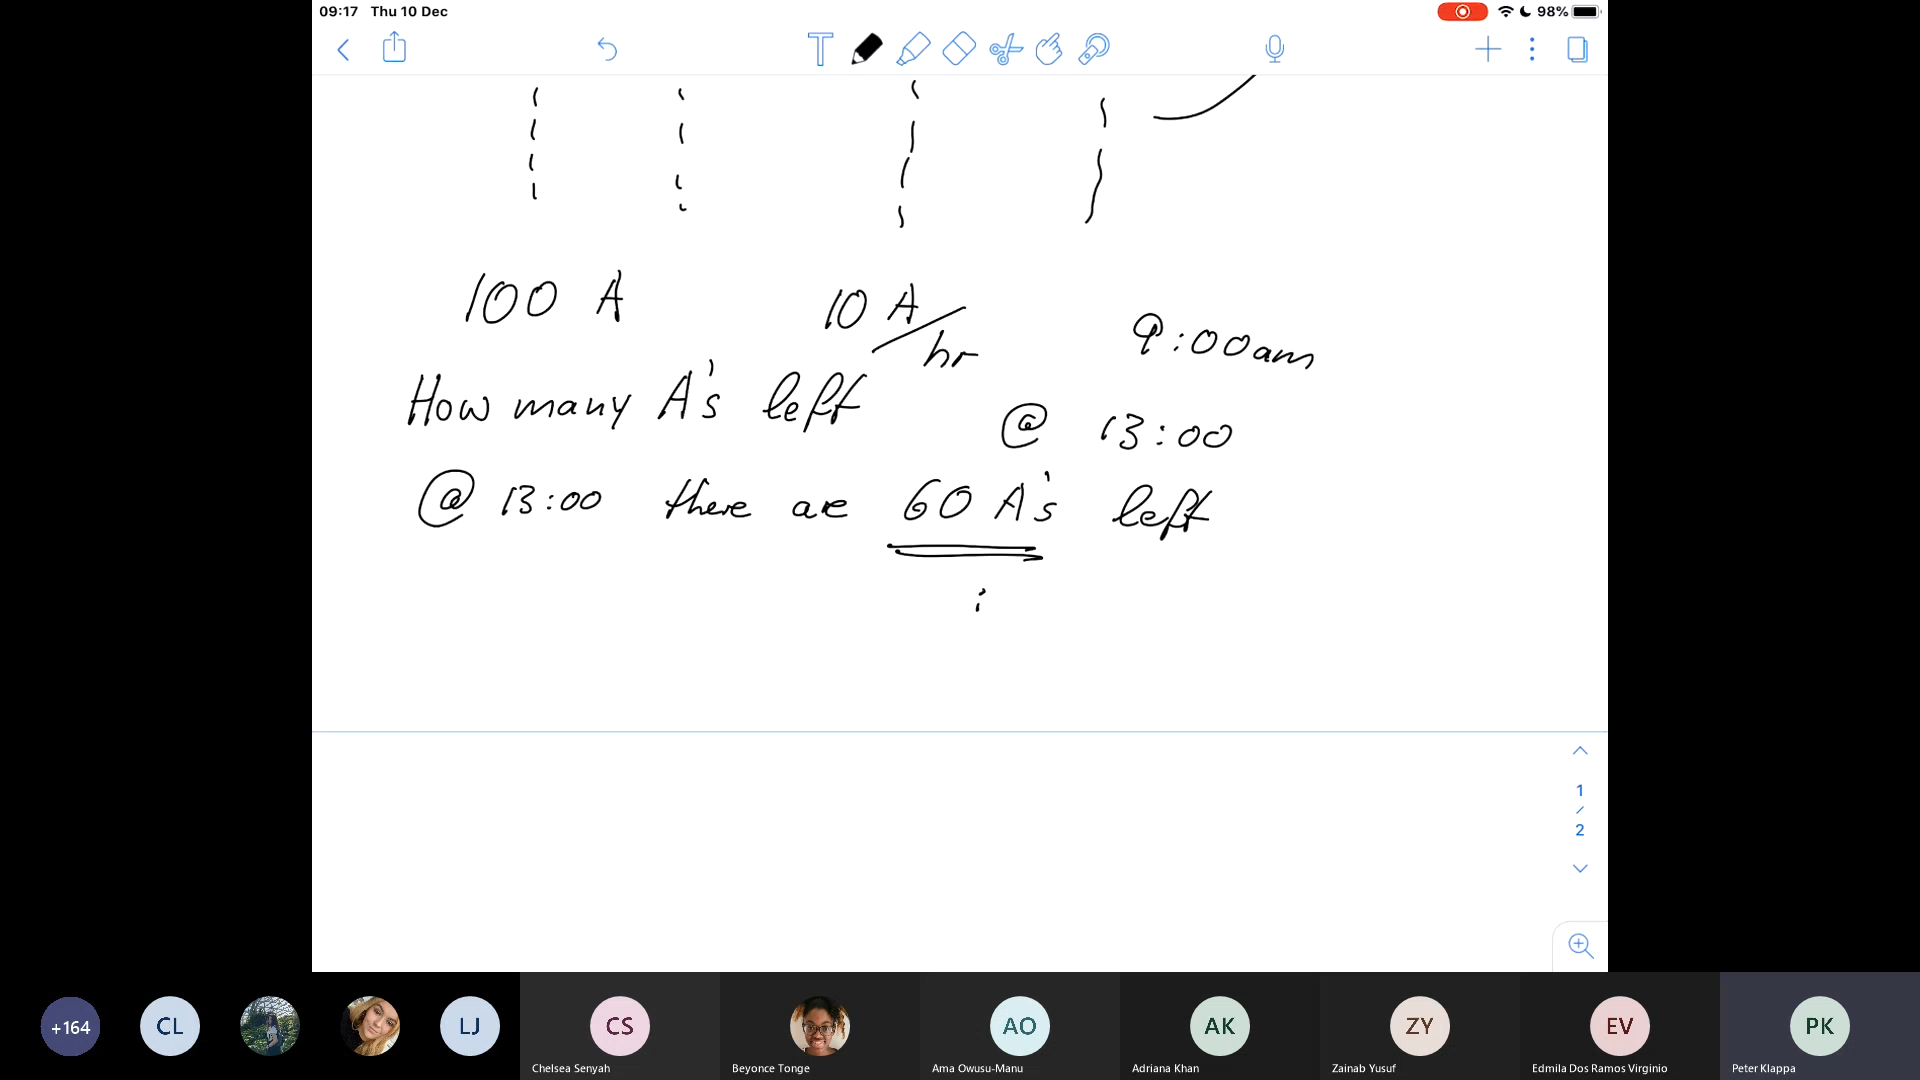 09:17 Thu 10 Dec 98%
T
100 A 10 A/hr 9:00am
How many A's left @ 13:00
@ 13:00 there are 60 A's left
1
/
2
+164 CL LJ CS AO AK ZY EV PK
Chelsea Senyah Beyonce Tonge Ama Owusu-Manu Adriana Khan Zainab Yusuf Edmila Dos Ramos Virginio Peter Klappa